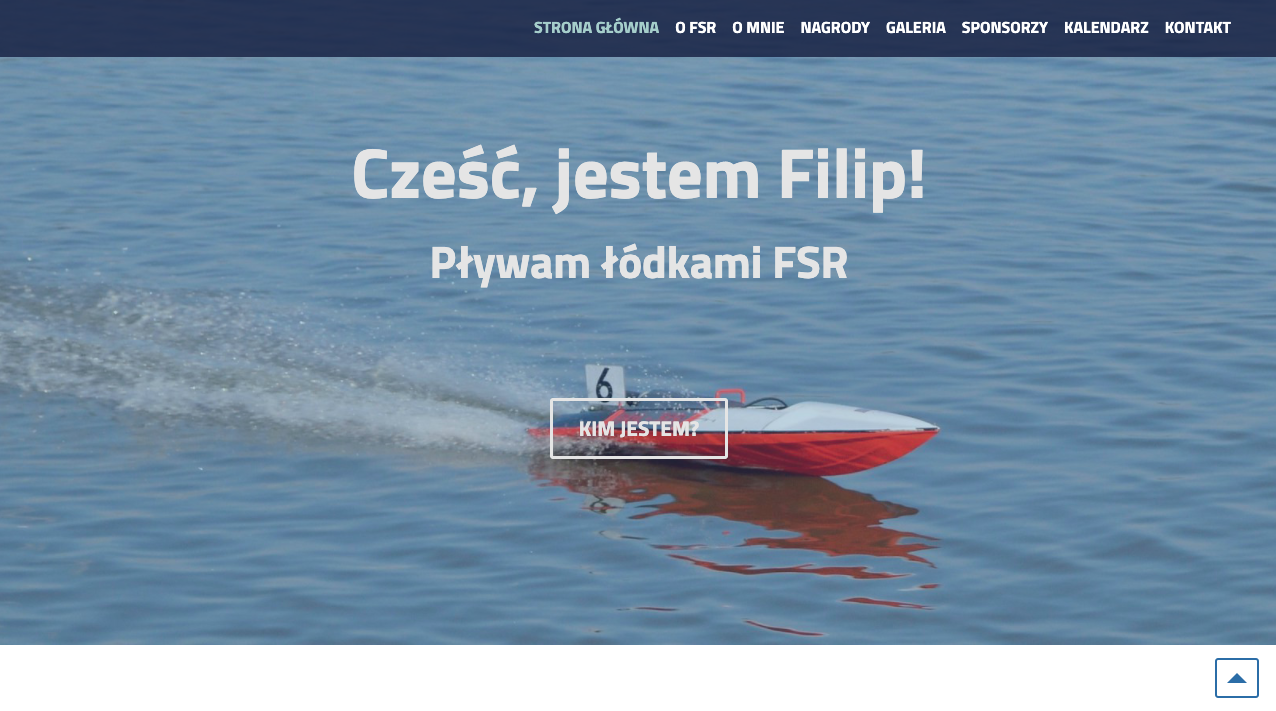 STRONA GŁÓWNA O FSR O MNIE NAGRODY GALERIA SPONSORZY KALENDARZ KONTAKT
Cześć, jestem Filip!
Pływam łódkami FSR
6
KIM JESTEM?